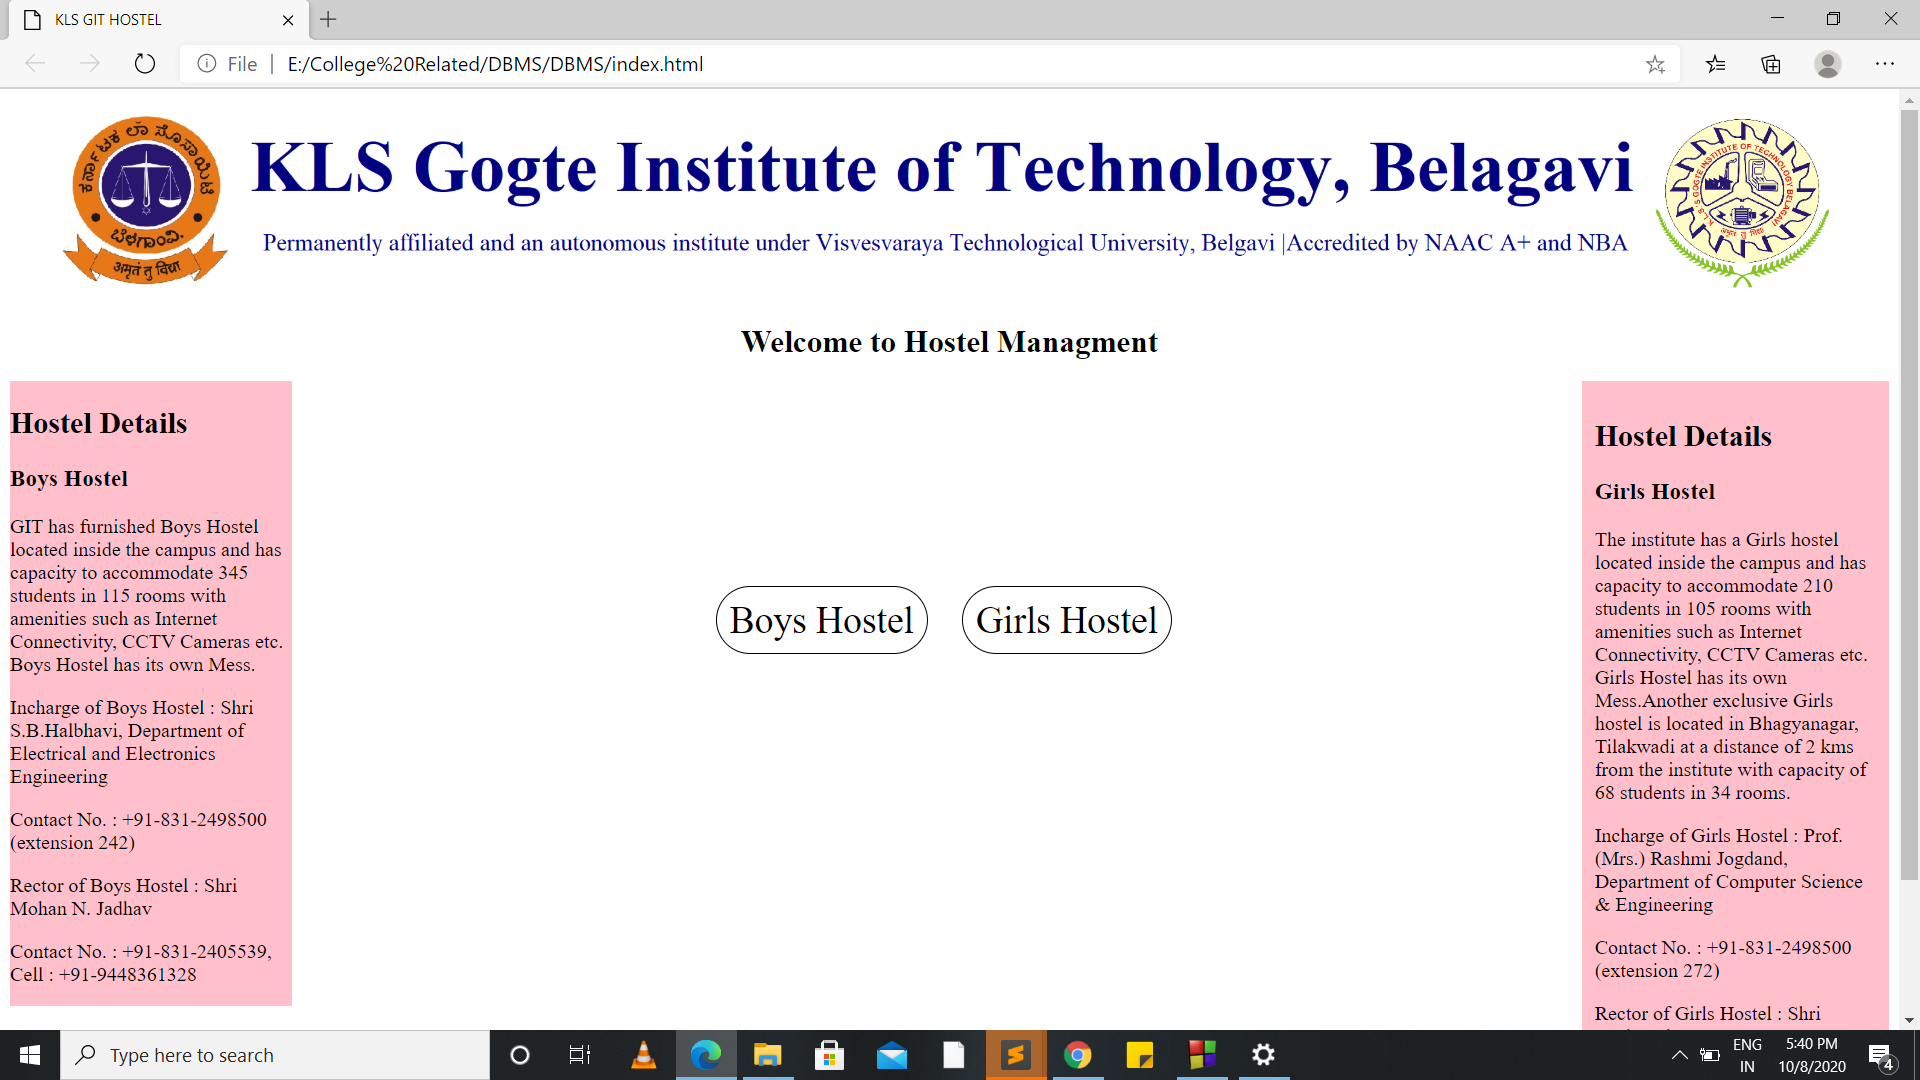 KLS GIT HOSTEL
File
E:/College%20Related/DBMS/DBMS/index.html
ಕರ್ನಾಟಕ ಲಾ ಸೊಸಾಯಿಟಿ
ಬೆಳಗಾಂವಿ.
अमृतं तु विद्या
KLS Gogte Institute of Technology, Belagavi
Permanently affiliated and an autonomous institute under Visvesvaraya Technological University, Belgavi |Accredited by NAAC A+ and NBA
K.L.S'S GOGTE INSTITUTE OF TECHNOLOGY BELAGAVI
अमृतं तु विद्या
Welcome to Hostel Managment
Hostel Details
Boys Hostel
GIT has furnished Boys Hostel
located inside the campus and has
capacity to accommodate 345
students in 115 rooms with
amenities such as Internet
Connectivity, CCTV Cameras etc.
Boys Hostel has its own Mess.
Incharge of Boys Hostel : Shri
S.B.Halbhavi, Department of
Electrical and Electronics
Engineering
Contact No. : +91-831-2498500
(extension 242)
Rector of Boys Hostel : Shri
Mohan N. Jadhav
Contact No. : +91-831-2405539,
Cell : +91-9448361328
Boys Hostel
Girls Hostel
Hostel Details
Girls Hostel
The institute has a Girls hostel
located inside the campus and has
capacity to accommodate 210
students in 105 rooms with
amenities such as Internet
Connectivity, CCTV Cameras etc.
Girls Hostel has its own
Mess.Another exclusive Girls
hostel is located in Bhagyanagar,
Tilakwadi at a distance of 2 kms
from the institute with capacity of
68 students in 34 rooms.
Incharge of Girls Hostel : Prof.
(Mrs.) Rashmi Jogdand,
Department of Computer Science
& Engineering
Contact No. : +91-831-2498500
(extension 272)
Rector of Girls Hostel : Shri
Type here to search
ENG
IN
5:40 PM
10/8/2020
4